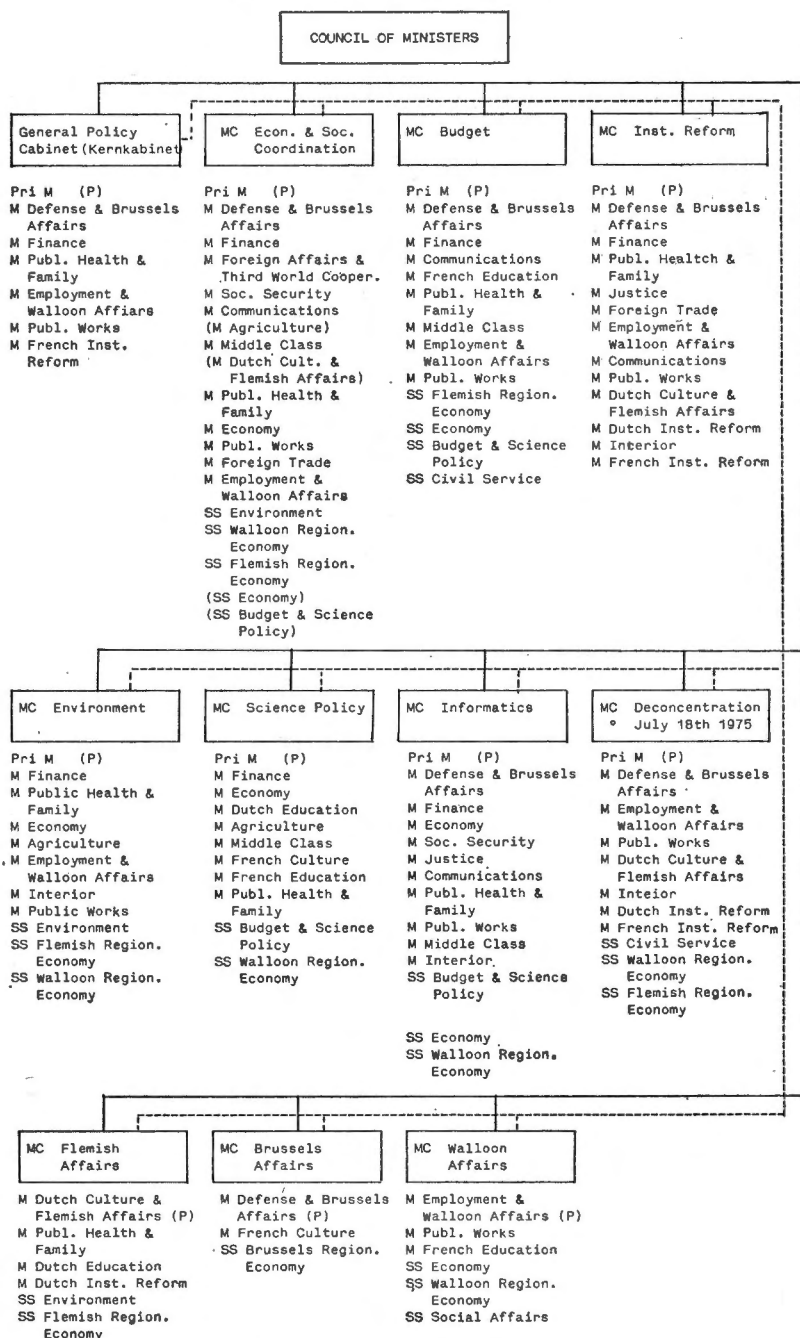 COUNCIL OF MINISTERS
General Policy
Cabinet (Kernkabinet
Pri M (P)
M Defense & Brussels
Affairs
M Finance
M Publ. Health &
Family
M Employment &
Walloon Affiars
M Publ. Works
M French Inst.
Reform
MC Econ. & Soc.
Coordination
Pri M (P)
M Defense & Brussels
Affairs
M Finance
M Foreign Affairs &
Third World Cooper.
M Soc. Security
M Communications
(M Agriculture)
M Middle Class
(M Dutch Cult. &
Flemish Affairs)
M Publ. Health &
Family
M Economy
M Publ. Works
M Foreign Trade
M Employment &
Walloon Affairs
SS Environment
SS Walloon Region.
Economy
SS Flemish Region.
Economy
(SS Economy)
(SS Budget & Science
Policy)
MC Budget
Pri M (P)
M Defense & Brussels
Affairs
M Finance
M Communications
M French Education
M Publ. Health &
Family
M Middle Class
M Employment &
Walloon Affairs
M Publ. Works
SS Flemish Region.
Economy
SS Economy
SS Budget & Science
Policy
SS Civil Service
MC Inst. Reform
Pri M (P)
M Defense & Brussels
Affairs
M Finance
M Publ. Healtch &
Family
M Justice
M Foreign Trade
M Employment &
Walloon Affairs
M Communications
M Publ. Works
M Dutch Culture &
Flemish Affairs
M Dutch Inst. Reform
M Interior
M French Inst. Reform
MC Environment
Pri M (P)
M Finance
M Public Health &
Family
M Economy
M Agriculture
M Employment &
Walloon Affairs
M Interior
M Public Works
SS Environment
SS Flemish Region.
Economy
SS Walloon Region.
Economy
MC Science Policy
Pri M (P)
M Finance
M Economy
M Dutch Education
M Agriculture
M Middle Class
M French Culture
M French Education
M Publ. Health &
Family
SS Budget & Science
Policy
SS Walloon Region.
Economy
MC Informatics
Pri M (P)
M Defense & Brussels
Affairs
M Finance
M Economy
M Soc. Security
M Justice
M Communications
M Publ. Health &
Family
M Publ. Works
M Middle Class
M Interior
SS Budget & Science
Policy
SS Economy
SS Walloon Region.
Economy
MC Deconcentration
° July 18th 1975
Pri M (P)
M Defense & Brussels
Affairs
M Employment &
Walloon Affairs
M Publ. Works
M Dutch Culture &
Flemish Affairs
M Inteior
M Dutch Inst. Reform
M French Inst. Reform
SS Civil Service
SS Walloon Region.
Economy
SS Flemish Region.
Economy
MC Flemish
Affairs
M Dutch Culture &
Flemish Affairs (P)
M Publ. Health &
Family
M Dutch Education
M Dutch Inst. Reform
SS Environment
SS Flemish Region.
Economy
MC Brussels
Affairs
M Defense & Brussels
Affairs (P)
M French Culture
SS Brussels Region.
Economy
MC Walloon
Affairs
M Employment &
Walloon Affairs (P)
M Publ. Works
M French Education
SS Economy
SS Walloon Region.
Economy
SS Social Affairs